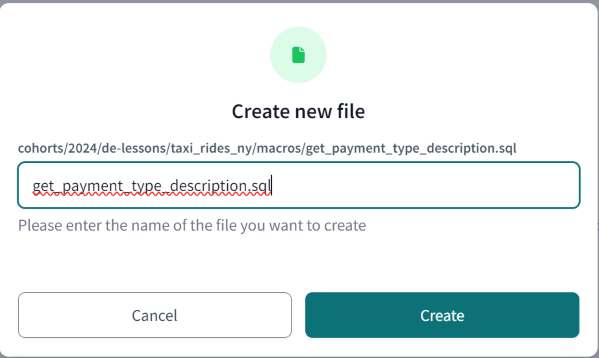 Create new file
cohorts/2024/de-lessons/taxi_rides_ny/macros/get_payment_type_description.sql
get_payment_type_description.sql
Please enter the name of the file you want to create
Cancel
Create